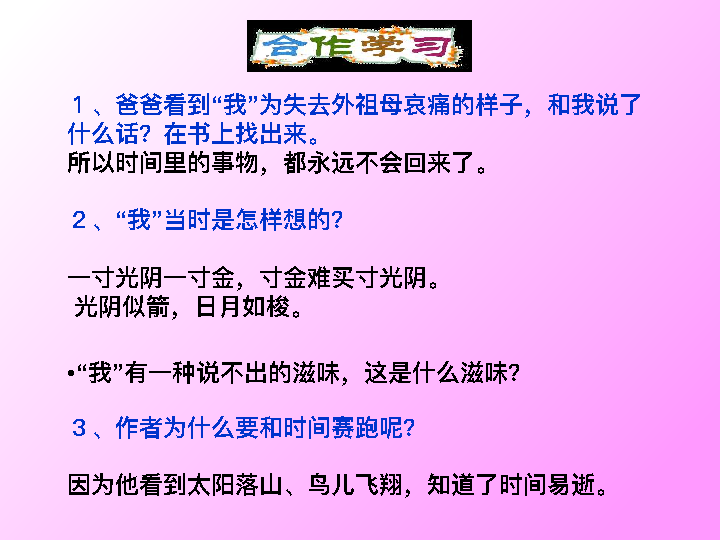 合作学习
１、爸爸看到“我”为失去外祖母哀痛的样子，和我说了
什么话？在书上找出来。
所以时间里的事物，都永远不会回来了。
２、“我”当时是怎样想的？
一寸光阴一寸金，寸金难买寸光阴。
光阴似箭，日月如梭。
•“我”有一种说不出的滋味，这是什么滋味？
３、作者为什么要和时间赛跑呢？
因为他看到太阳落山、鸟儿飞翔，知道了时间易逝。